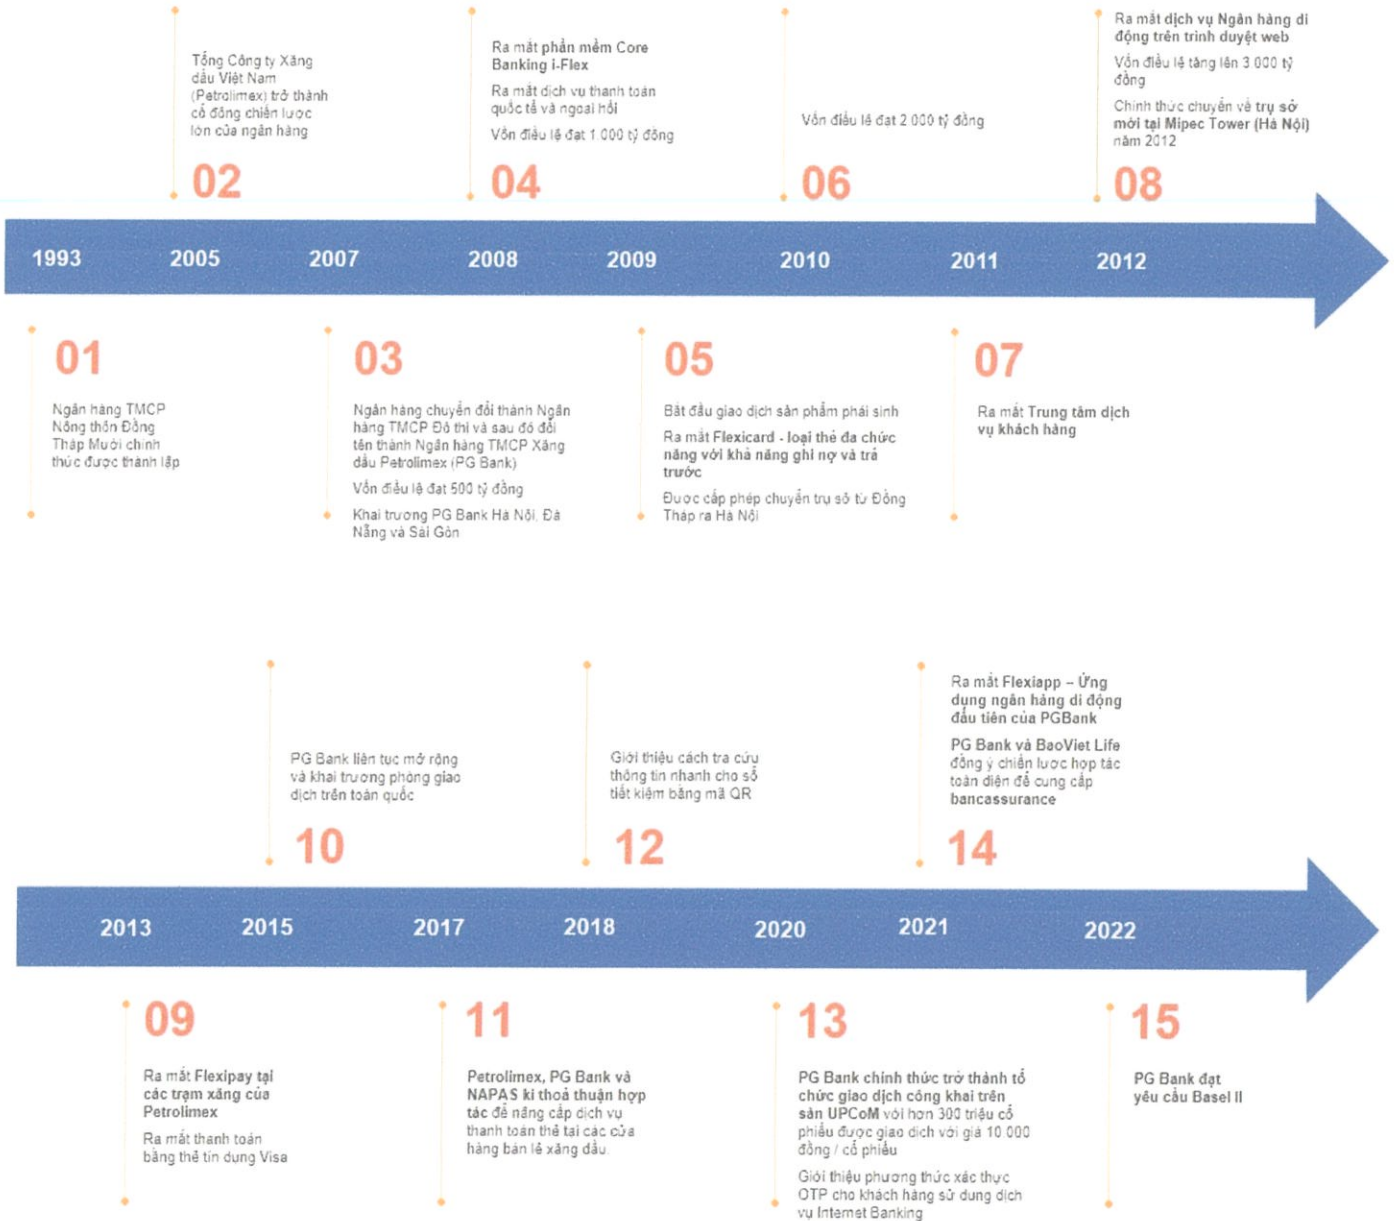 Tổng Công ty Xăng
dầu Việt Nam
(Petrolimex) trở thành
cổ đông chiến lược
lớn của ngân hàng
02
Ra mắt phần mềm Core
Banking i-Flex
Ra mắt dịch vụ thanh toán
quốc tế và ngoại hối
Vốn điều lệ đạt 1.000 tỷ đồng
04
Vốn điều lệ đạt 2.000 tỷ đồng
06
Ra mắt dịch vụ Ngân hàng di
động trên trình duyệt web
Vốn điều lệ tăng lên 3.000 tỷ
đồng
Chính thức chuyển về trụ sở
mới tại Mipec Tower (Hà Nội)
năm 2012
08
1993 2005 2007 2008 2009 2010 2011 2012
01
Ngân hàng TMCP
Nông thôn Đồng
Tháp Mười chính
thức được thành lập
03
Ngân hàng chuyển đổi thành Ngân
hàng TMCP Đô thị và sau đó đổi
tên thành Ngân hàng TMCP Xăng
dầu Petrolimex (PG Bank)
Vốn điều lệ đạt 500 tỷ đồng
Khai trương PG Bank Hà Nội, Đà
Nẵng và Sài Gòn
05
Bắt đầu giao dịch sản phẩm phái sinh
Ra mắt Flexicard - loại thẻ đa chức
năng với khả năng ghi nợ và trả
trước
Được cấp phép chuyển trụ sở từ Đồng
Tháp ra Hà Nội
07
Ra mắt Trung tâm dịch
vụ khách hàng
PG Bank liên tục mở rộng
và khai trương phòng giao
dịch trên toàn quốc
10
Giới thiệu cách tra cứu
thông tin nhanh cho sổ
tiết kiệm bằng mã QR
12
Ra mắt Flexiapp – Ứng
dụng ngân hàng di động
đầu tiên của PGBank
PG Bank và BaoViet Life
đồng ý chiến lược hợp tác
toàn diện để cung cấp
bancassurance
14
2013 2015 2017 2018 2020 2021 2022
09
Ra mắt Flexipay tại
các trạm xăng của
Petrolimex
Ra mắt thanh toán
bằng thẻ tín dụng Visa
11
Petrolimex, PG Bank và
NAPAS kí thoả thuận hợp
tác để nâng cấp dịch vụ
thanh toán thẻ tại các cửa
hàng bán lẻ xăng dầu.
13
PG Bank chính thức trở thành tổ
chức giao dịch công khai trên
sàn UPCoM với hơn 300 triệu cổ
phiếu được giao dịch với giá 10.000
đồng / cổ phiếu
Giới thiệu phương thức xác thực
OTP cho khách hàng sử dụng dịch
vụ Internet Banking
15
PG Bank đạt
yêu cầu Basel II